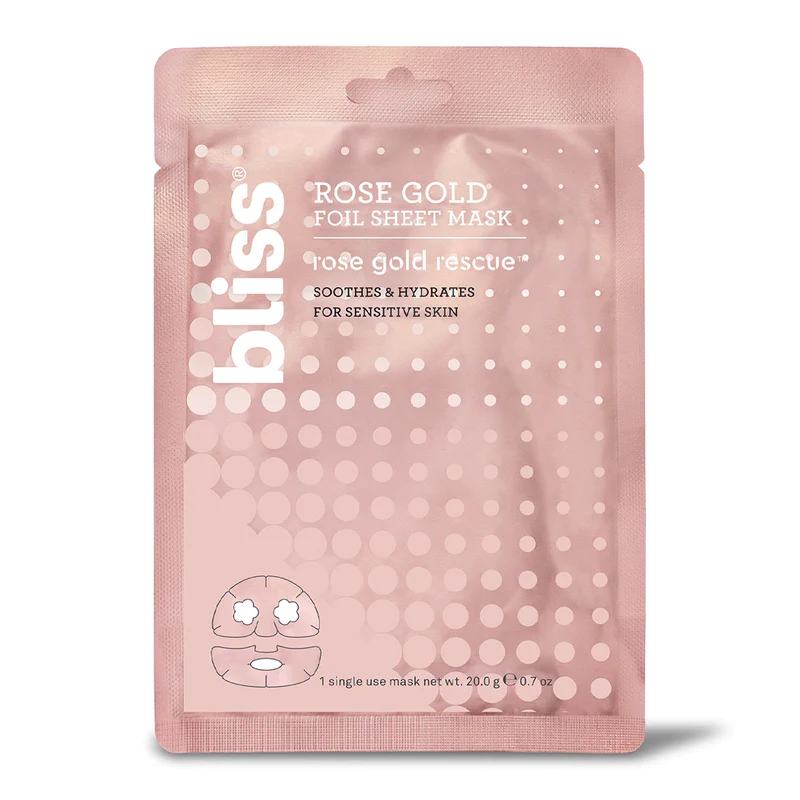 bliss®
ROSE GOLD
FOIL SHEET MASK
rose gold rescue™
SOOTHES & HYDRATES
FOR SENSITIVE SKIN
1 single use mask net wt. 20.0 g ℮ 0.7 oz